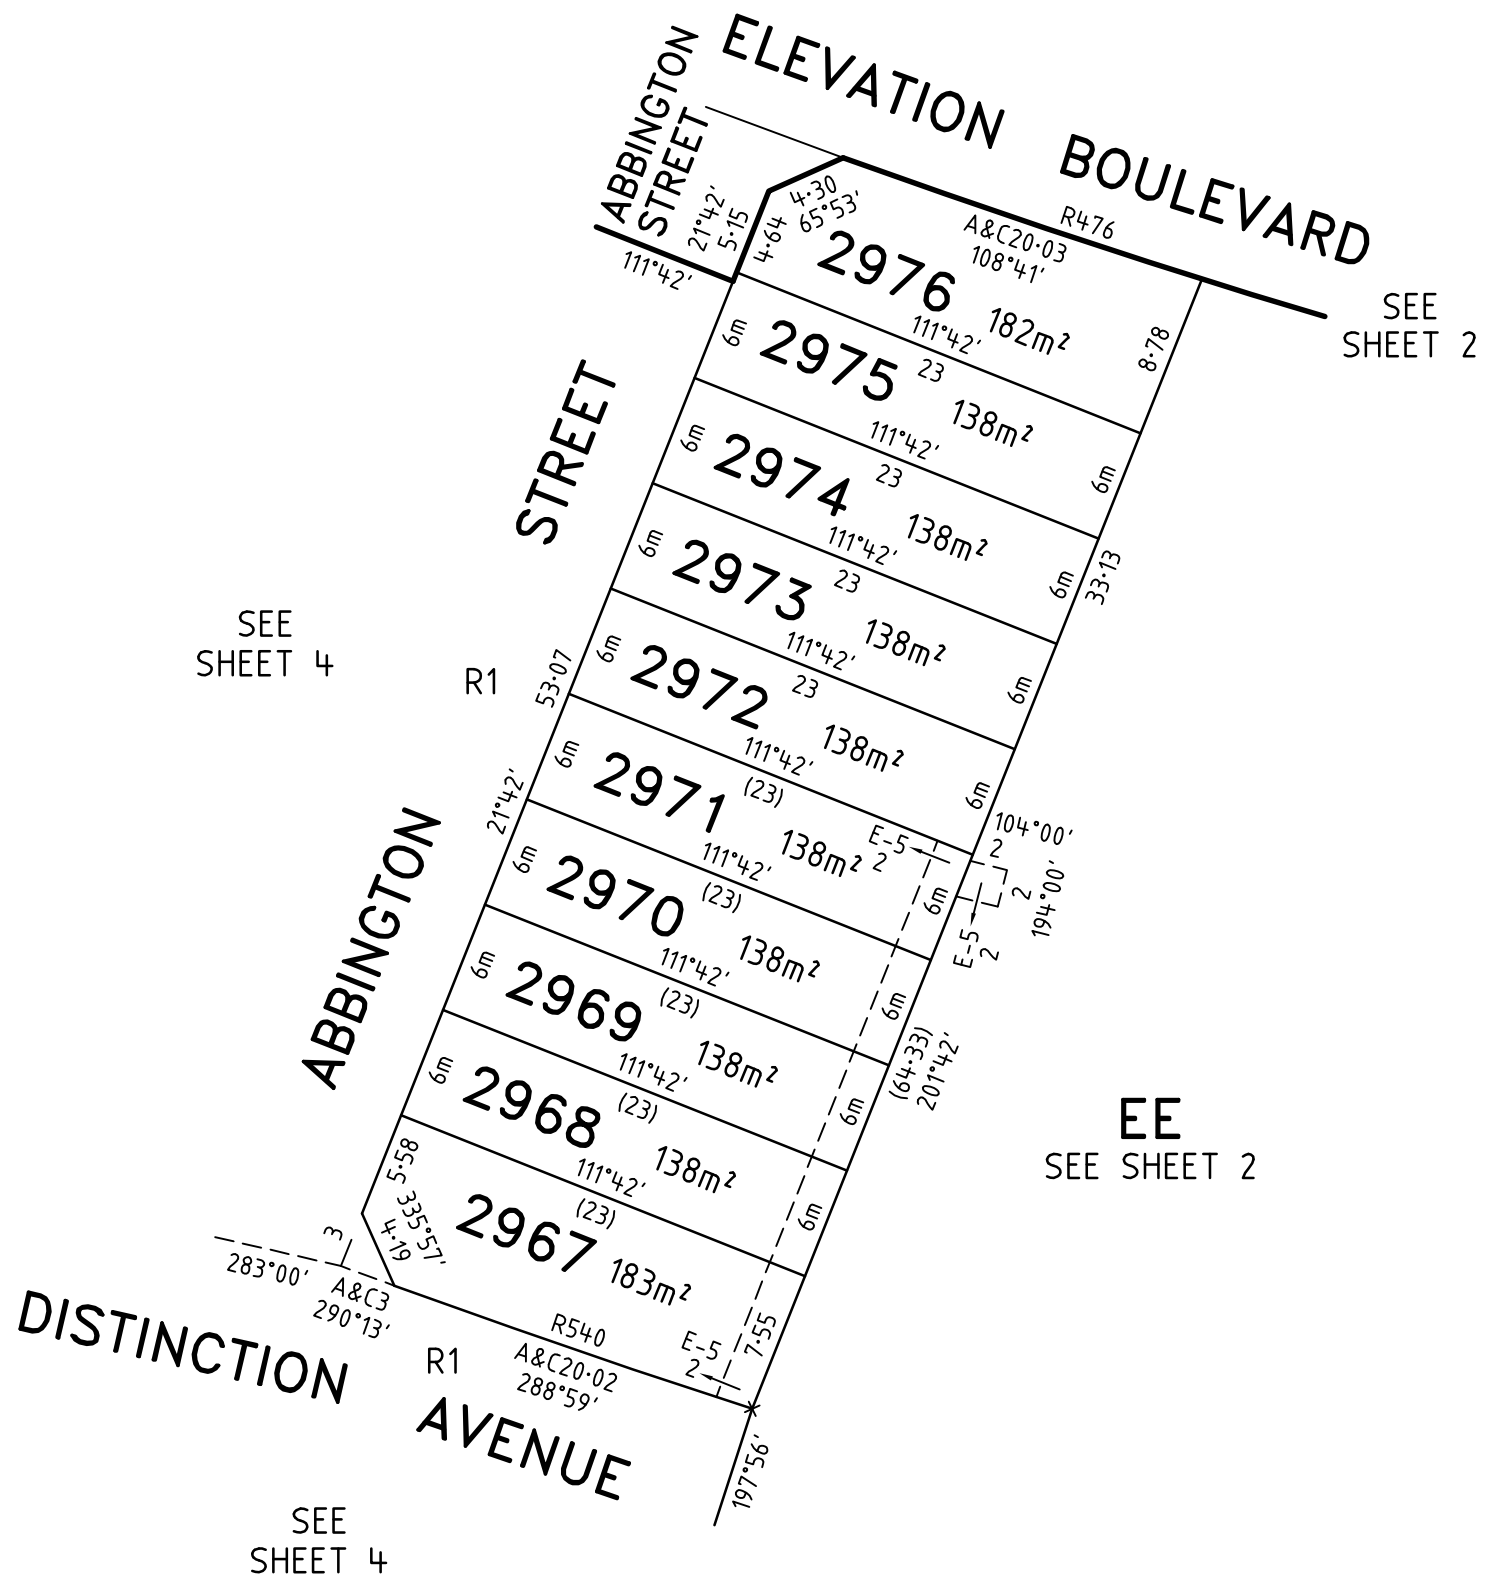 ELEVATION BOULEVARD
ABBINGTON
STREET
21°42'
5·15
4·64
4·30
65°53'
R476
A&C20·03
108°41'
111°42'
2976
182m²
8·78
SEE
SHEET 2
111°42'
23
6m
2975
138m²
6m
111°42'
23
6m
2974
138m²
6m
33·13
111°42'
23
6m
2973
138m²
6m
111°42'
23
6m
2972
138m²
6m
111°42'
(23)
6m
2971
138m²
E-5
2
6m
104°00'
2
2
194°00'
E-5
2
111°42'
(23)
6m
2970
138m²
6m
111°42'
(23)
6m
2969
138m²
6m
(64·33)
201°42'
111°42'
(23)
6m
2968
138m²
6m
111°42'
(23)
5·58
2967
183m²
7·55
335°57'
4·19
STREET
ABBINGTON
SEE
SHEET 4
R1
53·07
21°42'
EE
SEE SHEET 2
3
283°00'
A&C3
290°13'
R540
A&C20·02
288°59'
E-5
2
R1
DISTINCTION AVENUE
197°56'
SEE
SHEET 4